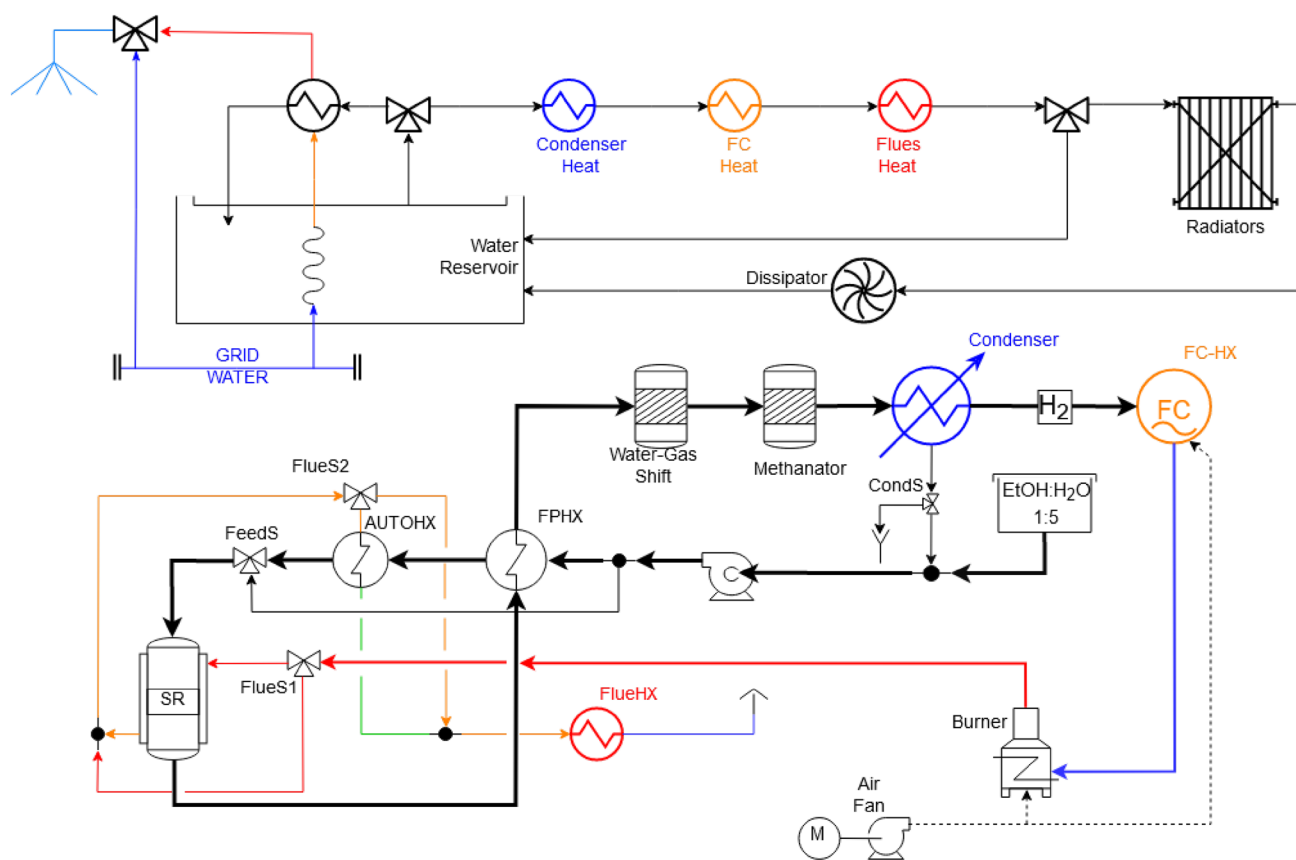 Condenser
Heat
FC
Heat
Flues
Heat
Radiators
Water
Reservoir
Dissipator
GRID
WATER
Condenser
FC-HX
H2
FC
Water-Gas
Shift
Methanator
FlueS2
CondS
EtOH:H2O
1:5
FeedS
AUTOHX
FPHX
C
SR
FlueS1
FlueHX
Burner
Air
Fan
M